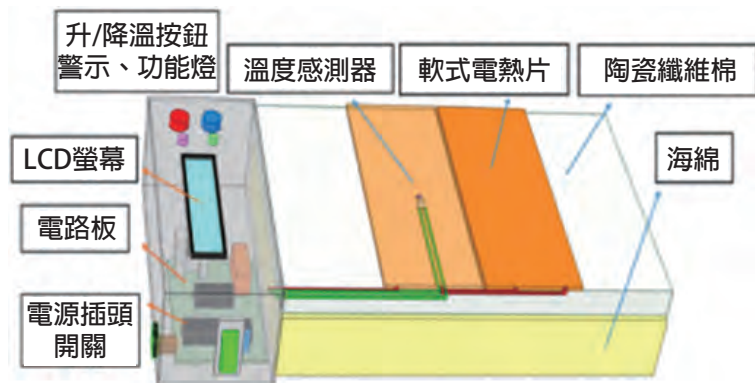 升/降溫按鈕
警示、功能燈
溫度感測器
軟式電熱片
陶瓷纖維棉
LCD螢幕
海綿
電路板
電源插頭
開關